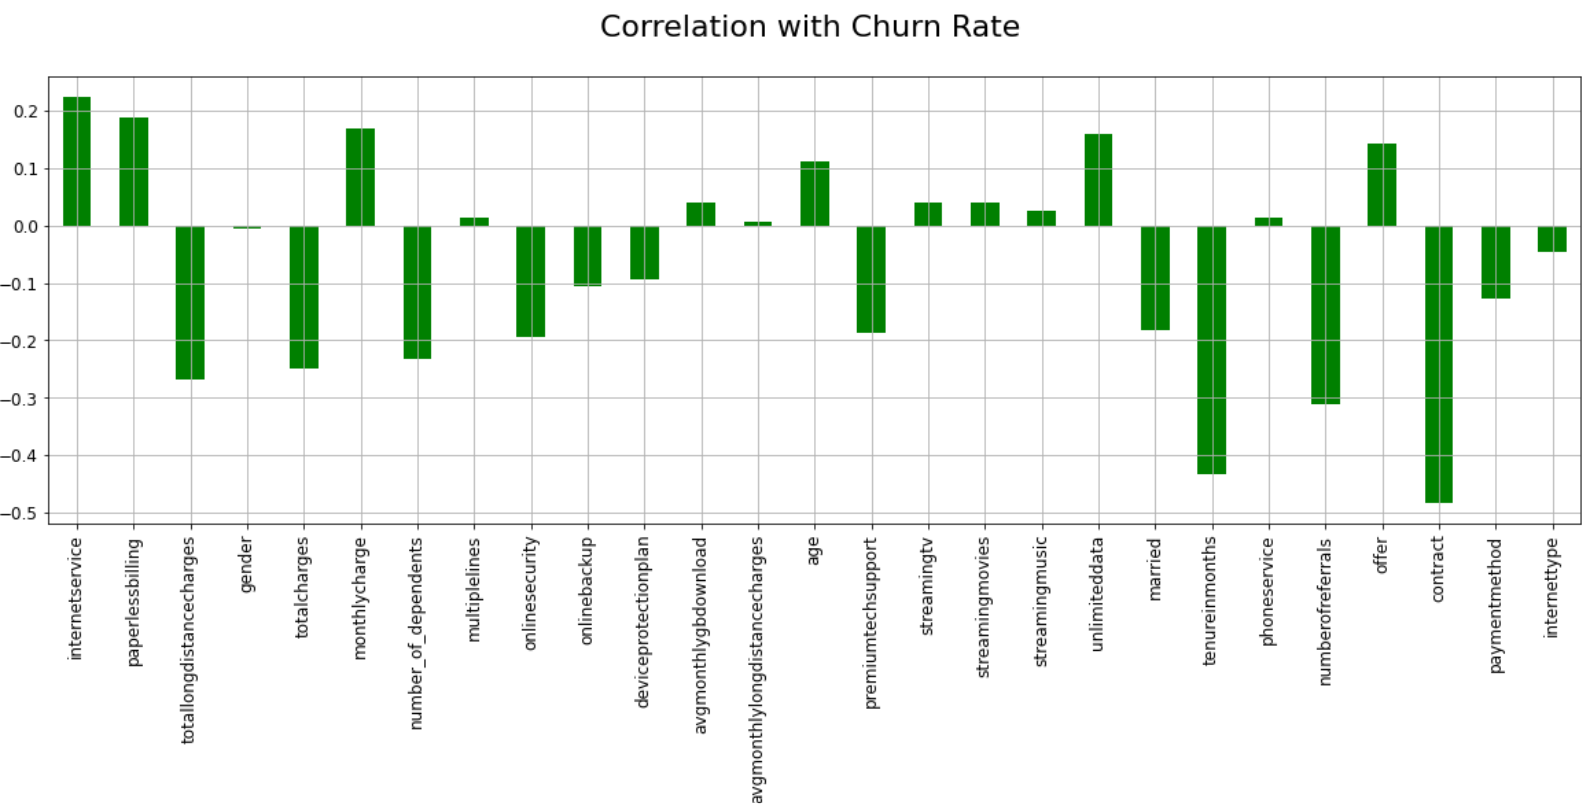 Correlation with Churn Rate
0.2
0.1
0.0
−0.1
−0.2
−0.3
−0.4
−0.5
internetservice
paperlessbilling
totallongdistancecharges
gender
totalcharges
monthlycharge
number_of_dependents
multiplelines
onlinesecurity
onlinebackup
deviceprotectionplan
avgmonthlygbdownload
avgmonthlylongdistancecharges
age
premiumtechsupport
streamingtv
streamingmovies
streamingmusic
unlimiteddata
married
tenureinmonths
phoneservice
numberofreferrals
offer
contract
paymentmethod
internettype